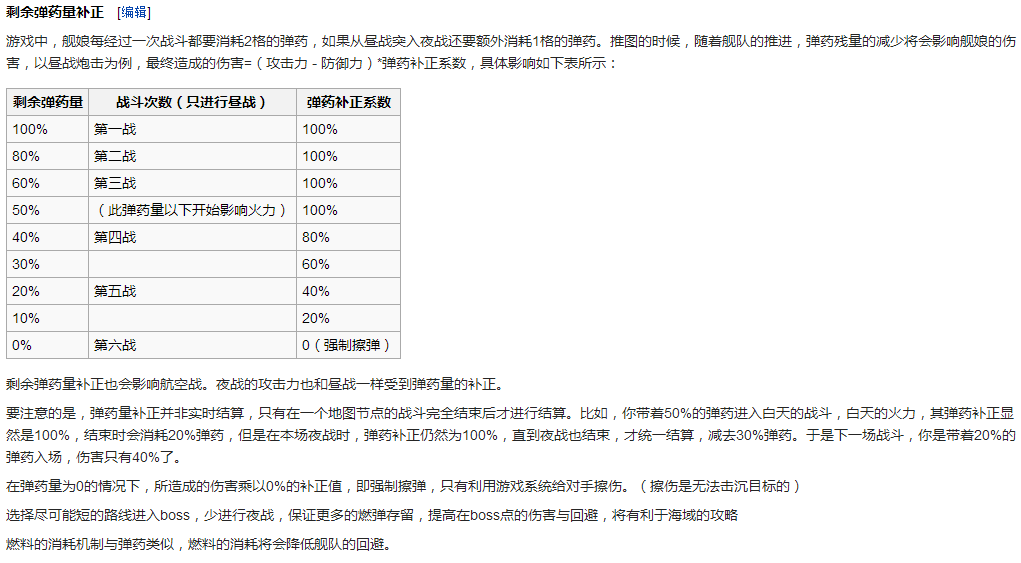 剩余弹药量补正 [编辑]
游戏中，舰娘每经过一次战斗都要消耗2格的弹药，如果从昼战突入夜战还要额外消耗1格的弹药。推图的时候，随着舰队的推进，弹药残量的减少将会影响舰娘的伤
害，以昼战炮击为例，最终造成的伤害=（攻击力 - 防御力）*弹药补正系数，具体影响如下表所示：
剩余弹药量 战斗次数（只进行昼战） 弹药补正系数
100% 第一战 100%
80% 第二战 100%
60% 第三战 100%
50% （此弹药量以下开始影响火力） 100%
40% 第四战 80%
30% 60%
20% 第五战 40%
10% 20%
0% 第六战 0（强制擦弹）
剩余弹药量补正也会影响航空战。夜战的攻击力也和昼战一样受到弹药量的补正。
要注意的是，弹药量补正并非实时结算，只有在一个地图节点的战斗完全结束后才进行结算。比如，你带着50%的弹药进入白天的战斗，白天的火力，其弹药补正显
然是100%，结束时会消耗20%弹药，但是在本场夜战时，弹药补正仍然为100%，直到夜战也结束，才统一结算，减去30%弹药。于是下一场战斗，你是带着20%的
弹药入场，伤害只有40%了。
在弹药量为0的情况下，所造成的伤害乘以0%的补正值，即强制擦弹，只有利用游戏系统给对手擦伤。（擦伤是无法击沉目标的）
选择尽可能短的路线进入boss，少进行夜战，保证更多的燃弹存留，提高在boss点的伤害与回避，将有利于海域的攻略
燃料的消耗机制与弹药类似，燃料的消耗将会降低舰队的回避。